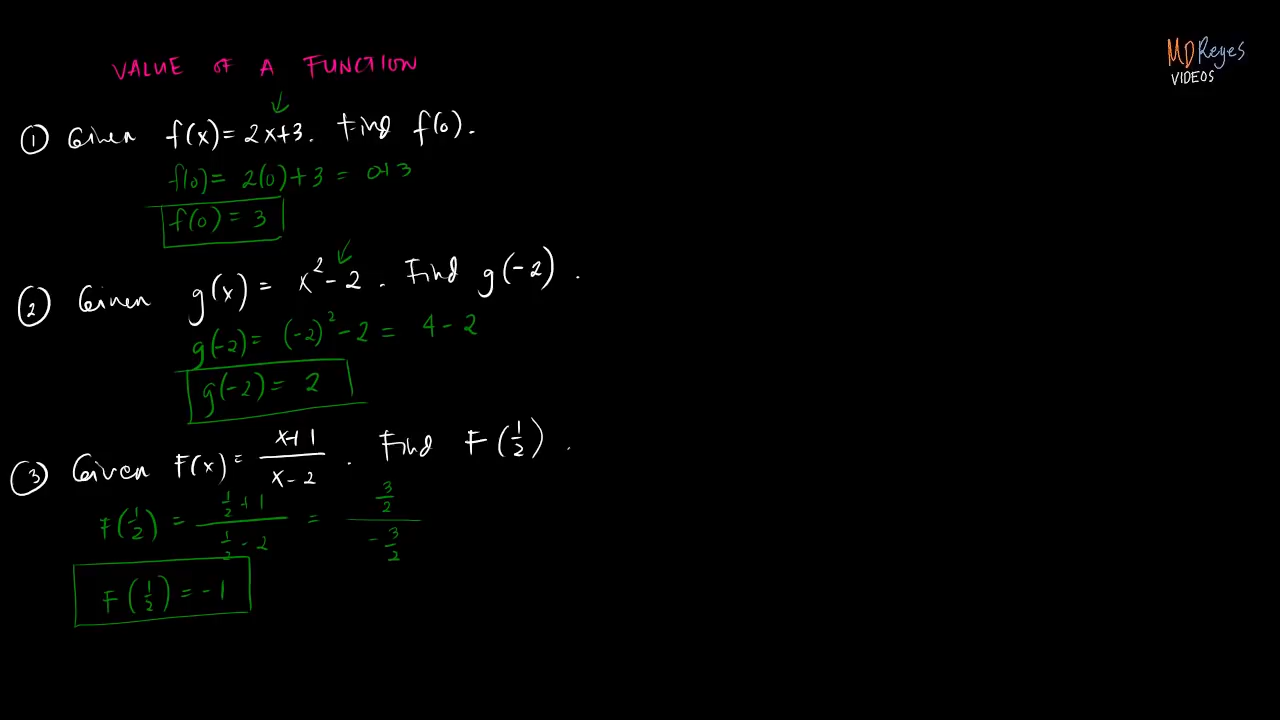 VALUE OF A FUNCTION
MD Reyes
VIDEOS
① Given f(x) = 2x+3. Find f(0).
f(0) = 2(0)+3 = 0+3
f(0) = 3
② Given g(x) = x² - 2. Find g(-2).
g(-2) = (-2)² - 2 = 4 - 2
g(-2) = 2
③ Given F(x) = (x+1)/(x-2). Find F(1/2).
F(1/2) = (1/2 + 1)/(1/2 - 2) = (3/2)/(-3/2)
F(1/2) = -1